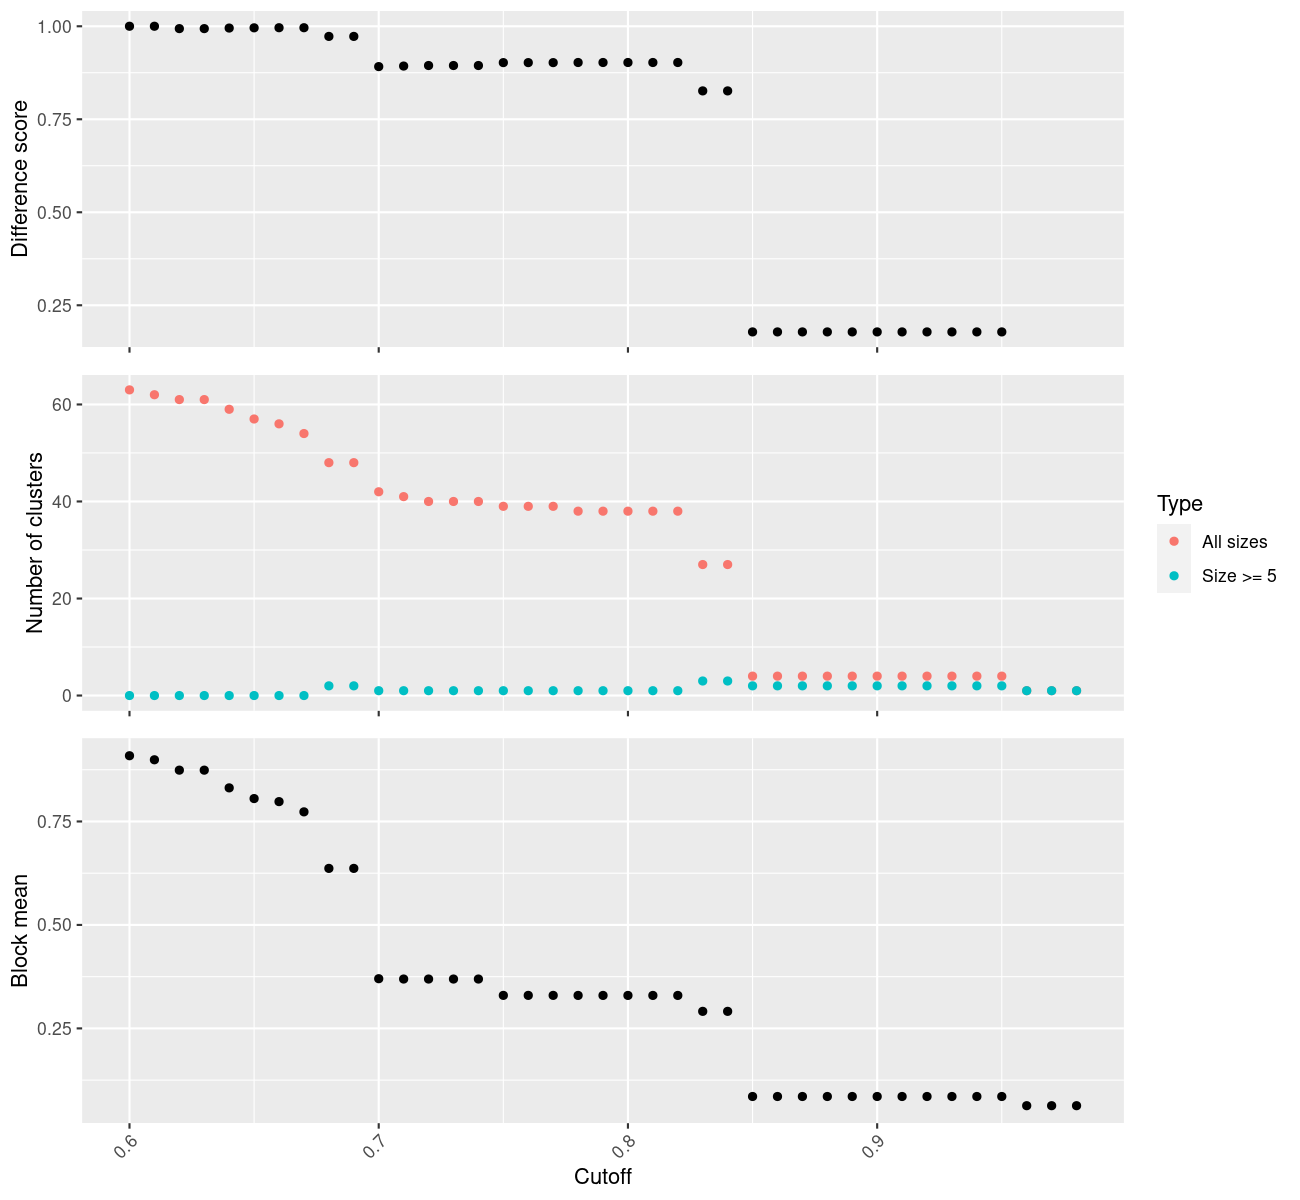 Difference score
1.00
0.75
0.50
0.25
Number of clusters
60
40
20
0
Type
All sizes
Size >= 5
Block mean
0.75
0.50
0.25
0.6
0.7
0.8
0.9
Cutoff